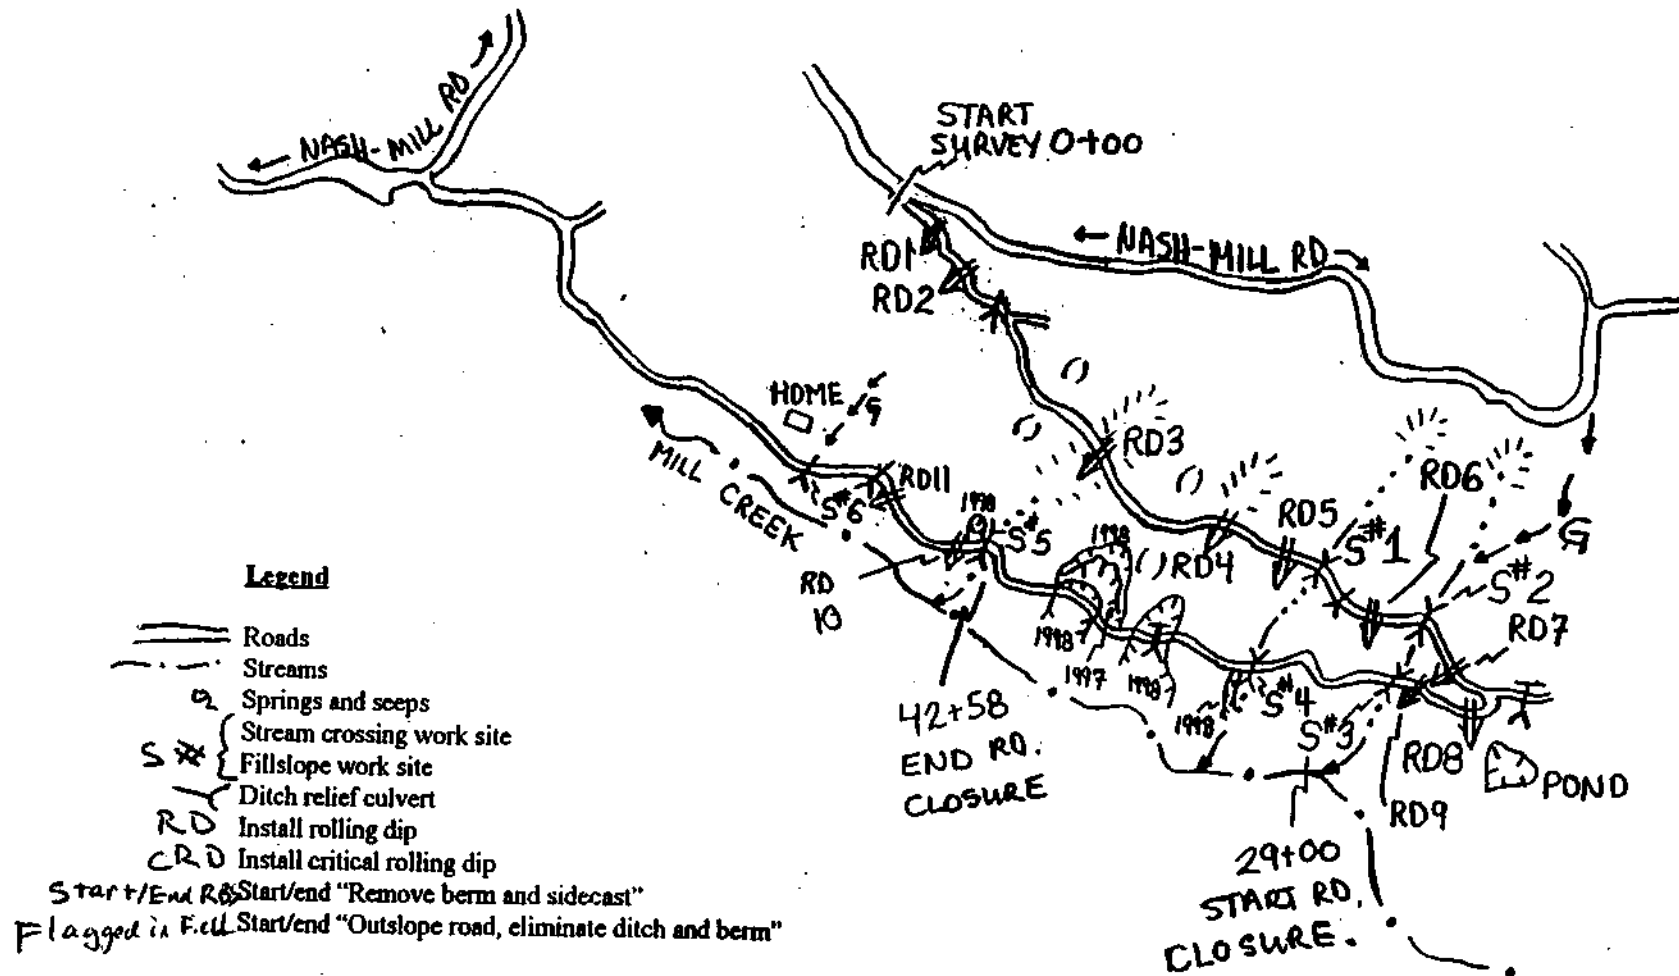 NASH-MILL RD
START
SURVEY 0+00
NASH-MILL RD
RD1
RD2
HOME
RD3
MILL CREEK
RD11
S#6
1998
S#5
1998
RD4
RD5
S#1
RD6
S#2
RD7
RD
10
1998
1997
1998
1998
S#4
S#3
RD8
POND
RD9
42+58
END RD.
CLOSURE
29+00
START RD.
CLOSURE.
Legend
Roads
Streams
Springs and seeps
S # Stream crossing work site
Fillslope work site
Ditch relief culvert
RD Install rolling dip
CRD Install critical rolling dip
Start/End RBS Start/end "Remove berm and sidecast"
Flagged in Field Start/end "Outslope road, eliminate ditch and berm"